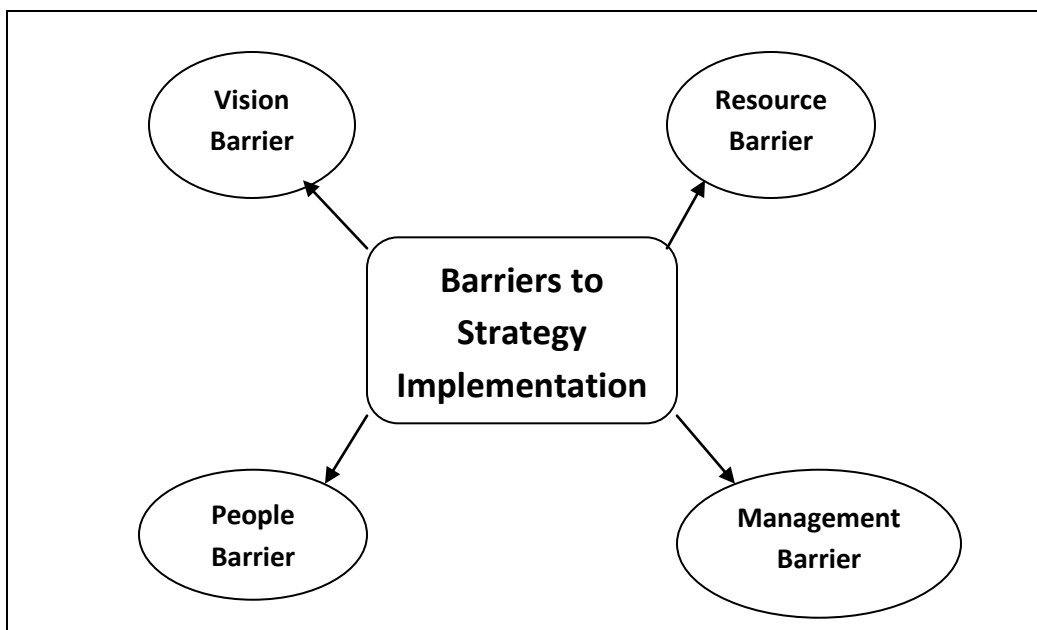 Vision
Barrier
Resource
Barrier
Barriers to
Strategy
Implementation
People
Barrier
Management
Barrier